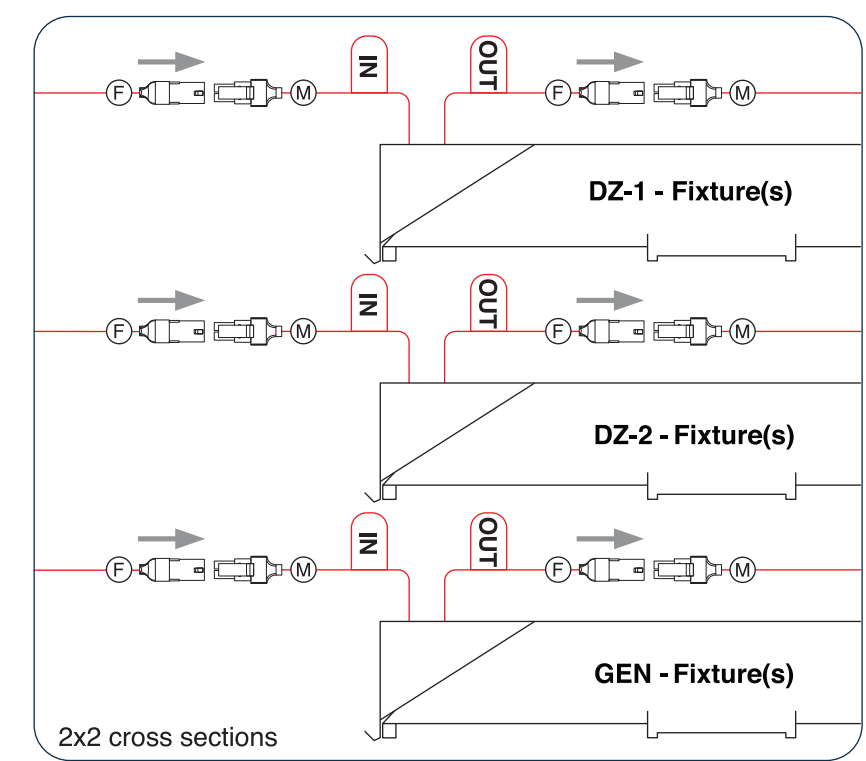 F M IN OUT F M
DZ-1 - Fixture(s)
F M IN OUT F M
DZ-2 - Fixture(s)
F M IN OUT F M
GEN - Fixture(s)
2x2 cross sections